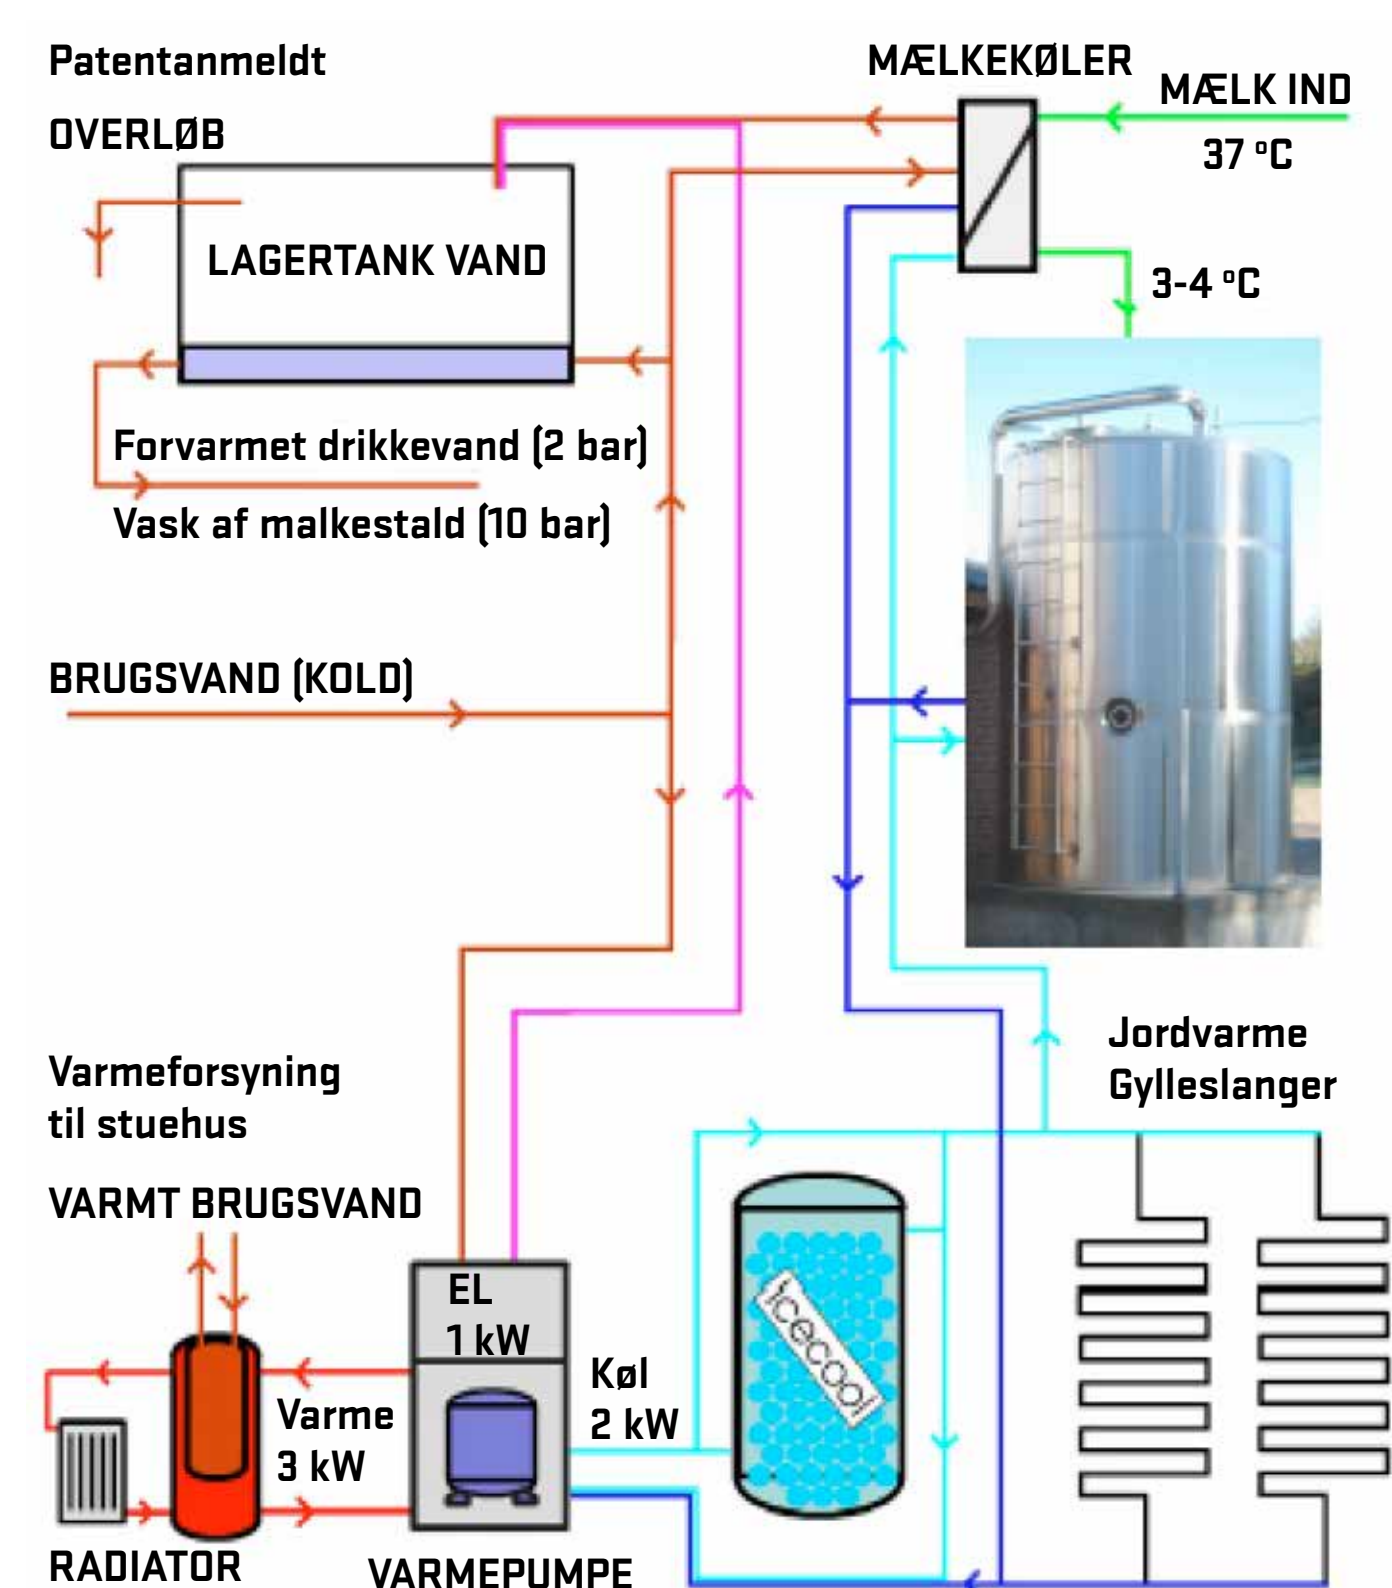 Patentanmeldt
MÆLKEKØLER
MÆLK IND
OVERLØB
37 °C
LAGERTANK VAND
3-4 °C
Forvarmet drikkevand (2 bar)
Vask af malkestald (10 bar)
BRUGSVAND (KOLD)
Jordvarme
Gylleslanger
Varmeforsyning
til stuehus
VARMT BRUGSVAND
EL
1 kW
icecool
Køl
2 kW
Varme
3 kW
RADIATOR
VARMEPUMPE